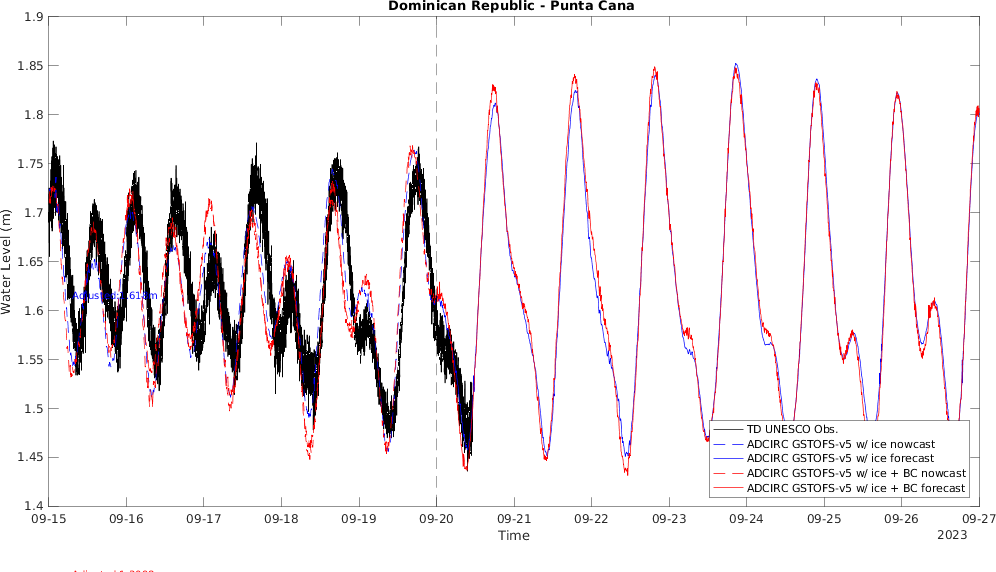 Dominican Republic - Punta Cana
1.9
1.85
1.8
1.75
1.7
1.65
1.6
1.55
1.5
1.45
1.4
Water Level (m)
TD UNESCO Obs.
ADCIRC GSTOFS-v5 w/ ice nowcast
ADCIRC GSTOFS-v5 w/ ice forecast
ADCIRC GSTOFS-v5 w/ ice + BC nowcast
ADCIRC GSTOFS-v5 w/ ice + BC forecast
09-15 09-16 09-17 09-18 09-19 09-20 09-21 09-22 09-23 09-24 09-25 09-26 09-27
Time
2023